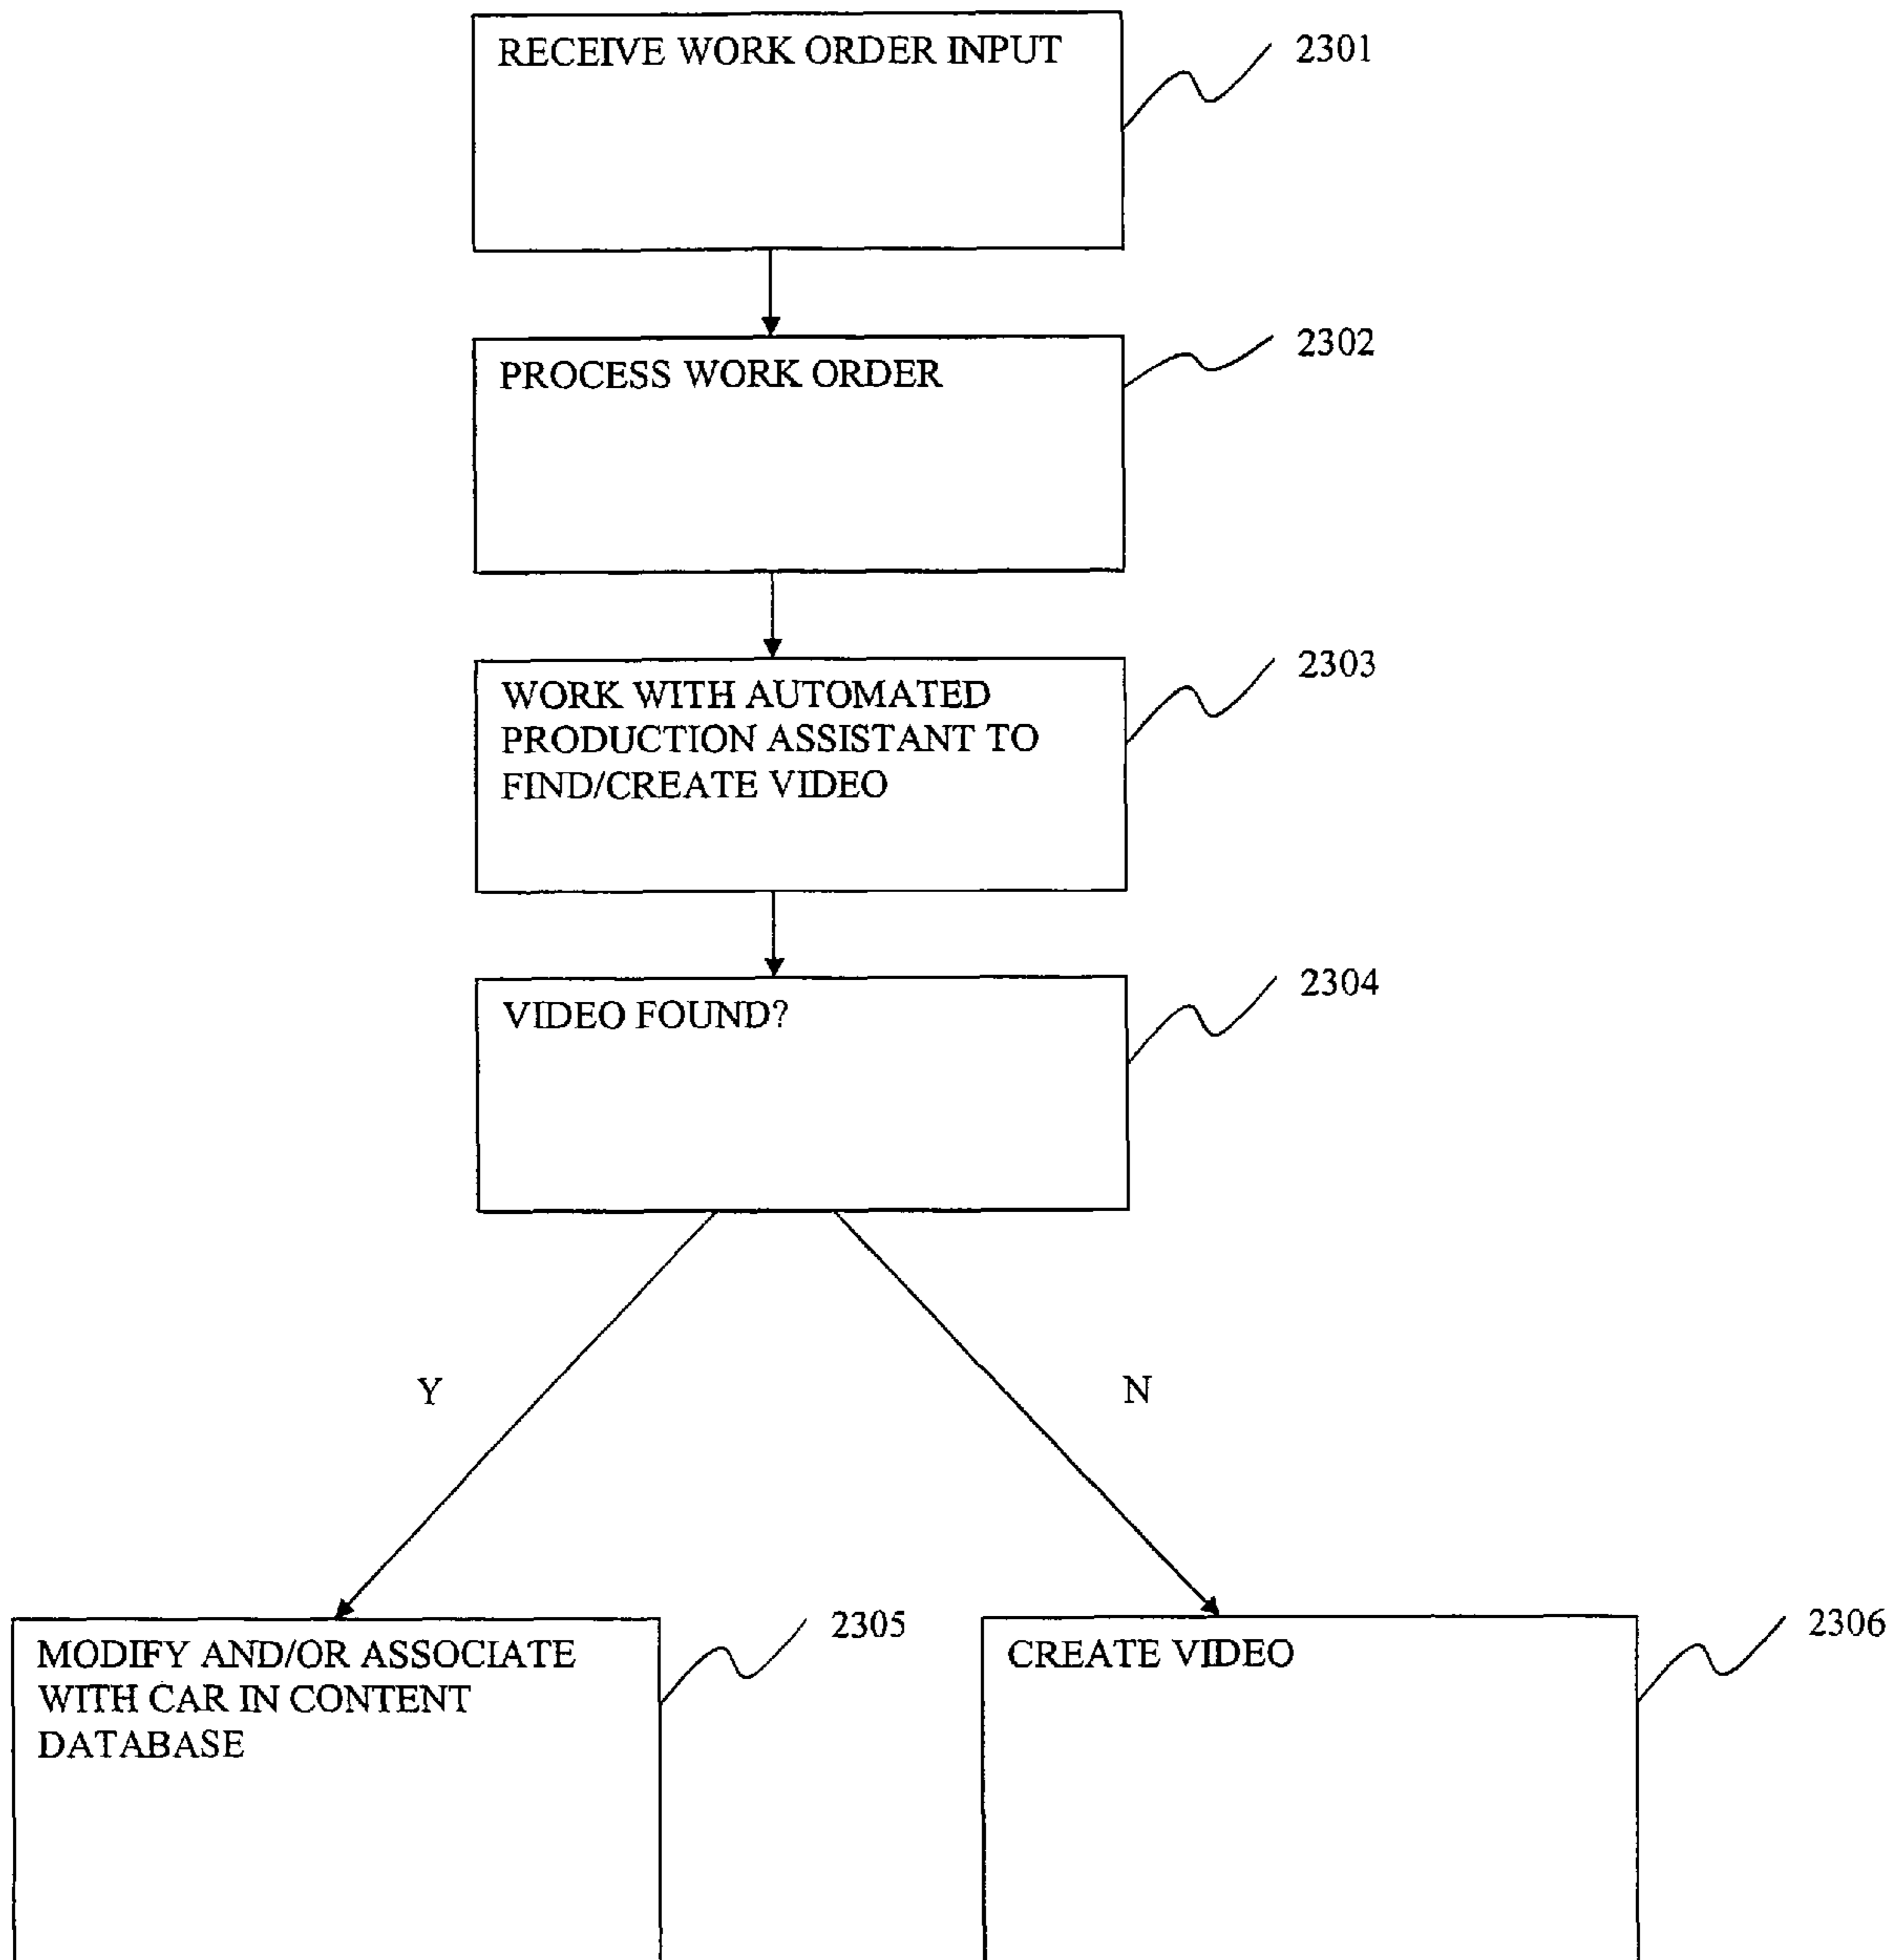 RECEIVE WORK ORDER INPUT
2301
PROCESS WORK ORDER
2302
WORK WITH AUTOMATED
PRODUCTION ASSISTANT TO
FIND/CREATE VIDEO
2303
VIDEO FOUND?
2304
Y
N
MODIFY AND/OR ASSOCIATE
WITH CAR IN CONTENT
DATABASE
2305
CREATE VIDEO
2306